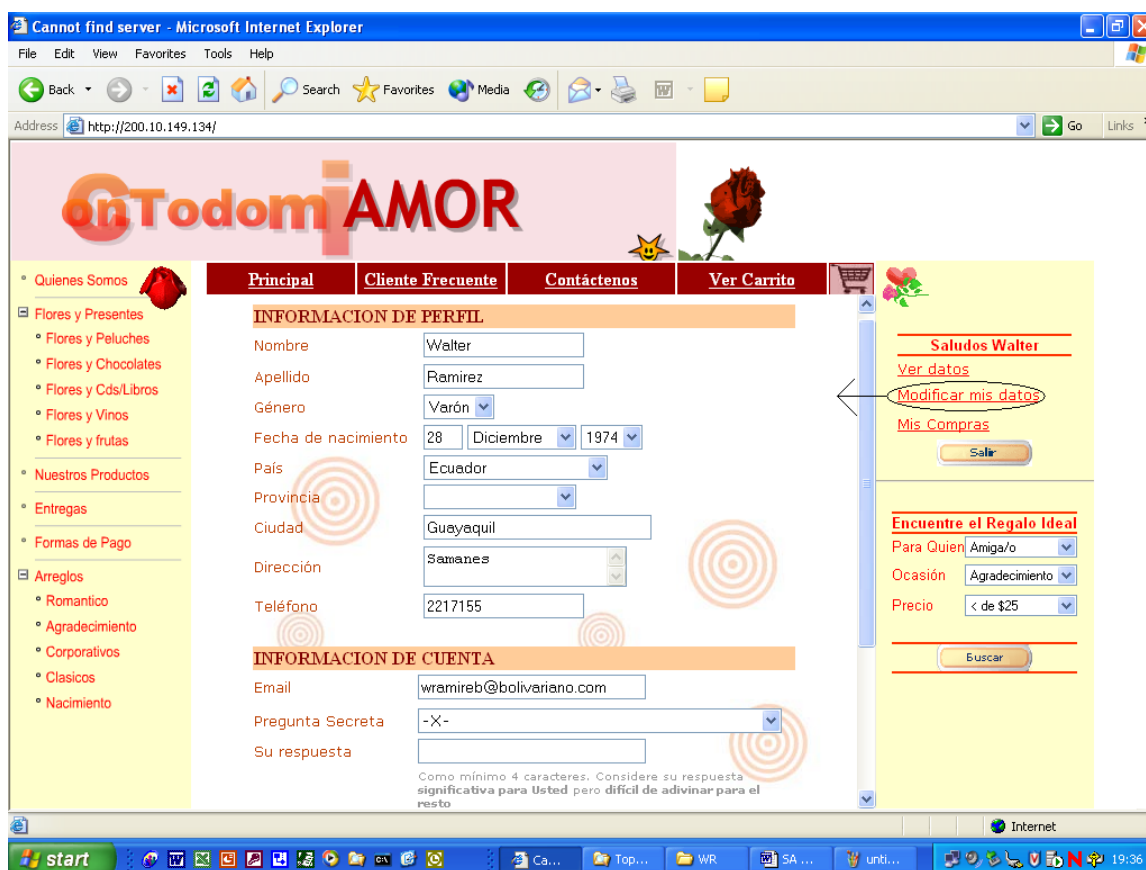 Cannot find server - Microsoft Internet Explorer
File Edit View Favorites Tools Help
Back Search Favorites Media
Address http://200.10.149.134/ Go Links
onTodomiAMOR
Principal Cliente Frecuente Contáctenos Ver Carrito
Quienes Somos
Flores y Presentes
Flores y Peluches
Flores y Chocolates
Flores y Cds/Libros
Flores y Vinos
Flores y frutas
Nuestros Productos
Entregas
Formas de Pago
Arreglos
Romantico
Agradecimiento
Corporativos
Clasicos
Nacimiento
INFORMACION DE PERFIL
Nombre Walter
Apellido Ramirez
Género Varón
Fecha de nacimiento 28 Diciembre 1974
País Ecuador
Provincia
Ciudad Guayaquil
Dirección Samanes
Teléfono 2217155
INFORMACION DE CUENTA
Email wramireb@bolivariano.com
Pregunta Secreta -X-
Su respuesta
Como mínimo 4 caracteres. Considere su respuesta
significativa para Usted pero difícil de adivinar para el
resto
Saludos Walter
Ver datos
Modificar mis datos
Mis Compras
Salir
Encuentre el Regalo Ideal
Para Quien Amiga/o
Ocasión Agradecimiento
Precio < de $25
Buscar
Internet
start Ca... Top... WR SA ... unti... 19:36